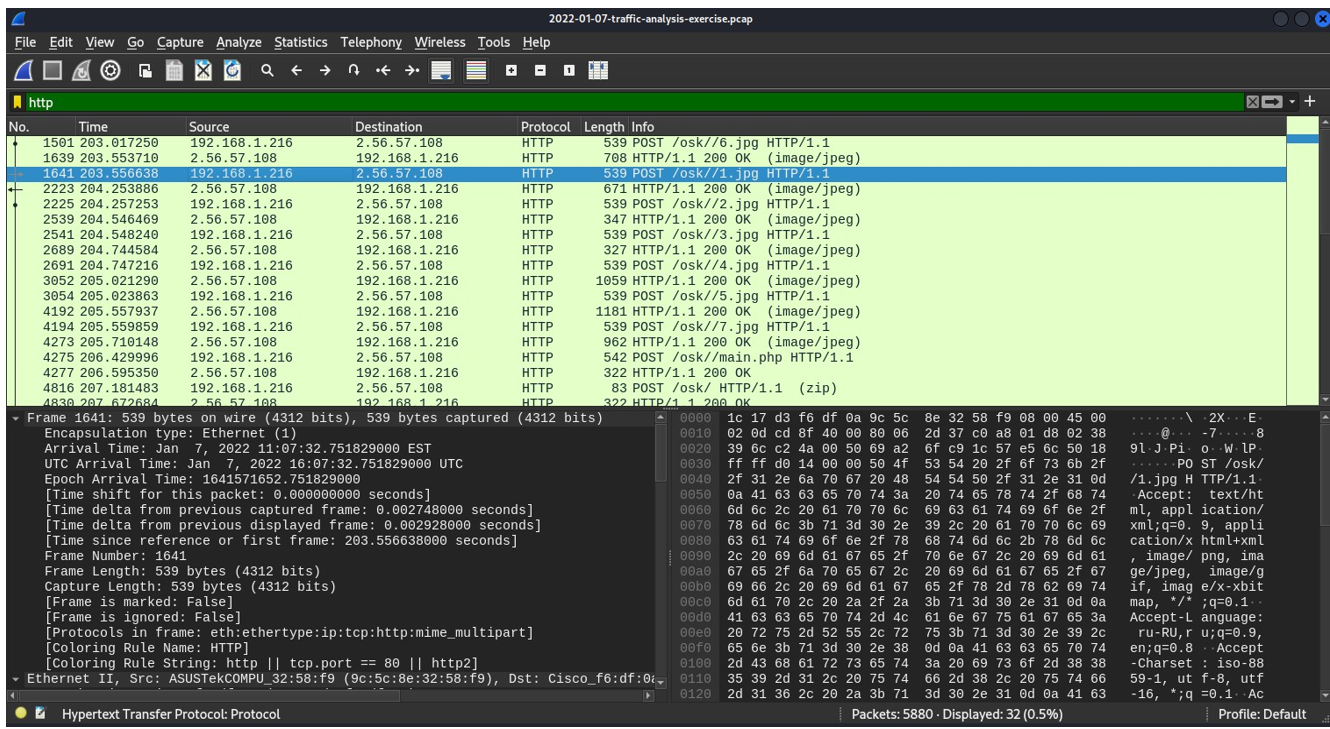 2022-01-07-traffic-analysis-exercise.pcap
File Edit View Go Capture Analyze Statistics Telephony Wireless Tools Help
http
No. Time Source Destination Protocol Length Info
1501 203.017250 192.168.1.216 2.56.57.108 HTTP 539 POST /osk//6.jpg HTTP/1.1
1639 203.553710 2.56.57.108 192.168.1.216 HTTP 708 HTTP/1.1 200 OK (image/jpeg)
1641 203.556638 192.168.1.216 2.56.57.108 HTTP 539 POST /osk//1.jpg HTTP/1.1
2223 204.253886 2.56.57.108 192.168.1.216 HTTP 671 HTTP/1.1 200 OK (image/jpeg)
2225 204.257253 192.168.1.216 2.56.57.108 HTTP 539 POST /osk//2.jpg HTTP/1.1
2539 204.546469 2.56.57.108 192.168.1.216 HTTP 347 HTTP/1.1 200 OK (image/jpeg)
2541 204.548240 192.168.1.216 2.56.57.108 HTTP 539 POST /osk//3.jpg HTTP/1.1
2689 204.744584 2.56.57.108 192.168.1.216 HTTP 327 HTTP/1.1 200 OK (image/jpeg)
2691 204.747216 192.168.1.216 2.56.57.108 HTTP 539 POST /osk//4.jpg HTTP/1.1
3052 205.021290 2.56.57.108 192.168.1.216 HTTP 1059 HTTP/1.1 200 OK (image/jpeg)
3054 205.023863 192.168.1.216 2.56.57.108 HTTP 539 POST /osk//5.jpg HTTP/1.1
4192 205.557937 2.56.57.108 192.168.1.216 HTTP 1181 HTTP/1.1 200 OK (image/jpeg)
4194 205.559859 192.168.1.216 2.56.57.108 HTTP 539 POST /osk//7.jpg HTTP/1.1
4273 205.710148 2.56.57.108 192.168.1.216 HTTP 962 HTTP/1.1 200 OK (image/jpeg)
4275 206.429996 192.168.1.216 2.56.57.108 HTTP 542 POST /osk//main.php HTTP/1.1
4277 206.595350 2.56.57.108 192.168.1.216 HTTP 322 HTTP/1.1 200 OK
4816 207.181483 192.168.1.216 2.56.57.108 HTTP 83 POST /osk/ HTTP/1.1 (zip)
4830 207.672684 2.56.57.108 192.168.1.216 HTTP 322 HTTP/1.1 200 OK
Frame 1641: 539 bytes on wire (4312 bits), 539 bytes captured (4312 bits)
Encapsulation type: Ethernet (1)
Arrival Time: Jan 7, 2022 11:07:32.751829000 EST
UTC Arrival Time: Jan 7, 2022 16:07:32.751829000 UTC
Epoch Arrival Time: 1641571652.751829000
[Time shift for this packet: 0.000000000 seconds]
[Time delta from previous captured frame: 0.002748000 seconds]
[Time delta from previous displayed frame: 0.002928000 seconds]
[Time since reference or first frame: 203.556638000 seconds]
Frame Number: 1641
Frame Length: 539 bytes (4312 bits)
Capture Length: 539 bytes (4312 bits)
[Frame is marked: False]
[Frame is ignored: False]
[Protocols in frame: eth:ethertype:ip:tcp:http:mime_multipart]
[Coloring Rule Name: HTTP]
[Coloring Rule String: http || tcp.port == 80 || http2]
Ethernet II, Src: ASUSTekCOMPU_32:58:f9 (9c:5c:8e:32:58:f9), Dst: Cisco_f6:df:0a
0000 1c 17 d3 f6 df 0a 9c 5c 8e 32 58 f9 08 00 45 00 ·······\ ·2X···E·
0010 02 0d cd 8f 40 00 80 06 2d 37 c0 a8 01 d8 02 38 ····@··· -7·····8
0020 39 6c c2 4a 00 50 69 a2 6f c9 1c 57 e5 6c 50 18 9l·J·Pi· o··W·lP·
0030 ff ff d0 14 00 00 50 4f 53 54 20 2f 6f 73 6b 2f ······PO ST /osk/
0040 2f 31 2e 6a 70 67 20 48 54 54 50 2f 31 2e 31 0d /1.jpg H TTP/1.1·
0050 0a 41 63 63 65 70 74 3a 20 74 65 78 74 2f 68 74 ·Accept: text/ht
0060 6d 6c 2c 20 61 70 70 6c 69 63 61 74 69 6f 6e 2f ml, appl ication/
0070 78 6d 6c 3b 71 3d 30 2e 39 2c 20 61 70 70 6c 69 xml;q=0. 9, appli
0080 63 61 74 69 6f 6e 2f 78 68 74 6d 6c 2b 78 6d 6c cation/x html+xml
0090 2c 20 69 6d 61 67 65 2f 70 6e 67 2c 20 69 6d 61 , image/ png, ima
00a0 67 65 2f 6a 70 65 67 2c 20 69 6d 61 67 65 2f 67 ge/jpeg, image/g
00b0 69 66 2c 20 69 6d 61 67 65 2f 78 2d 78 62 69 74 if, imag e/x-xbit
00c0 6d 61 70 2c 20 2a 2f 2a 3b 71 3d 30 2e 31 0d 0a map, */* ;q=0.1··
00d0 41 63 63 65 70 74 2d 4c 61 6e 67 75 61 67 65 3a Accept-L anguage:
00e0 20 72 75 2d 52 55 2c 72 75 3b 71 3d 30 2e 39 2c ru-RU,r u;q=0.9,
00f0 65 6e 3b 71 3d 30 2e 38 0d 0a 41 63 63 65 70 74 en;q=0.8 ··Accept
0100 2d 43 68 61 72 73 65 74 3a 20 69 73 6f 2d 38 38 -Charset : iso-88
0110 35 39 2d 31 2c 20 75 74 66 2d 38 2c 20 75 74 66 59-1, ut f-8, utf
0120 2d 31 36 2c 20 2a 3b 71 3d 30 2e 31 0d 0a 41 63 -16, *;q =0.1··Ac
Hypertext Transfer Protocol: Protocol
Packets: 5880 · Displayed: 32 (0.5%)
Profile: Default